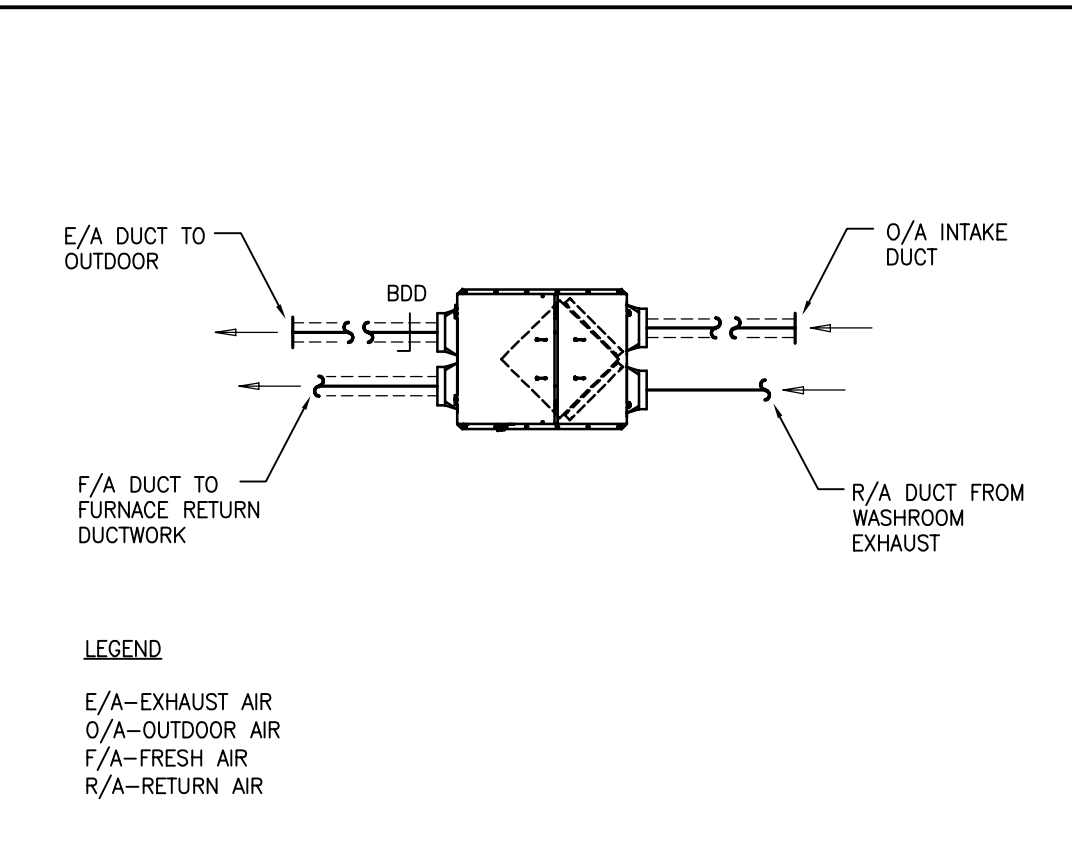 E/A DUCT TO
OUTDOOR
O/A INTAKE
DUCT
BDD
F/A DUCT TO
FURNACE RETURN
DUCTWORK
R/A DUCT FROM
WASHROOM
EXHAUST
LEGEND
E/A-EXHAUST AIR
O/A-OUTDOOR AIR
F/A-FRESH AIR
R/A-RETURN AIR